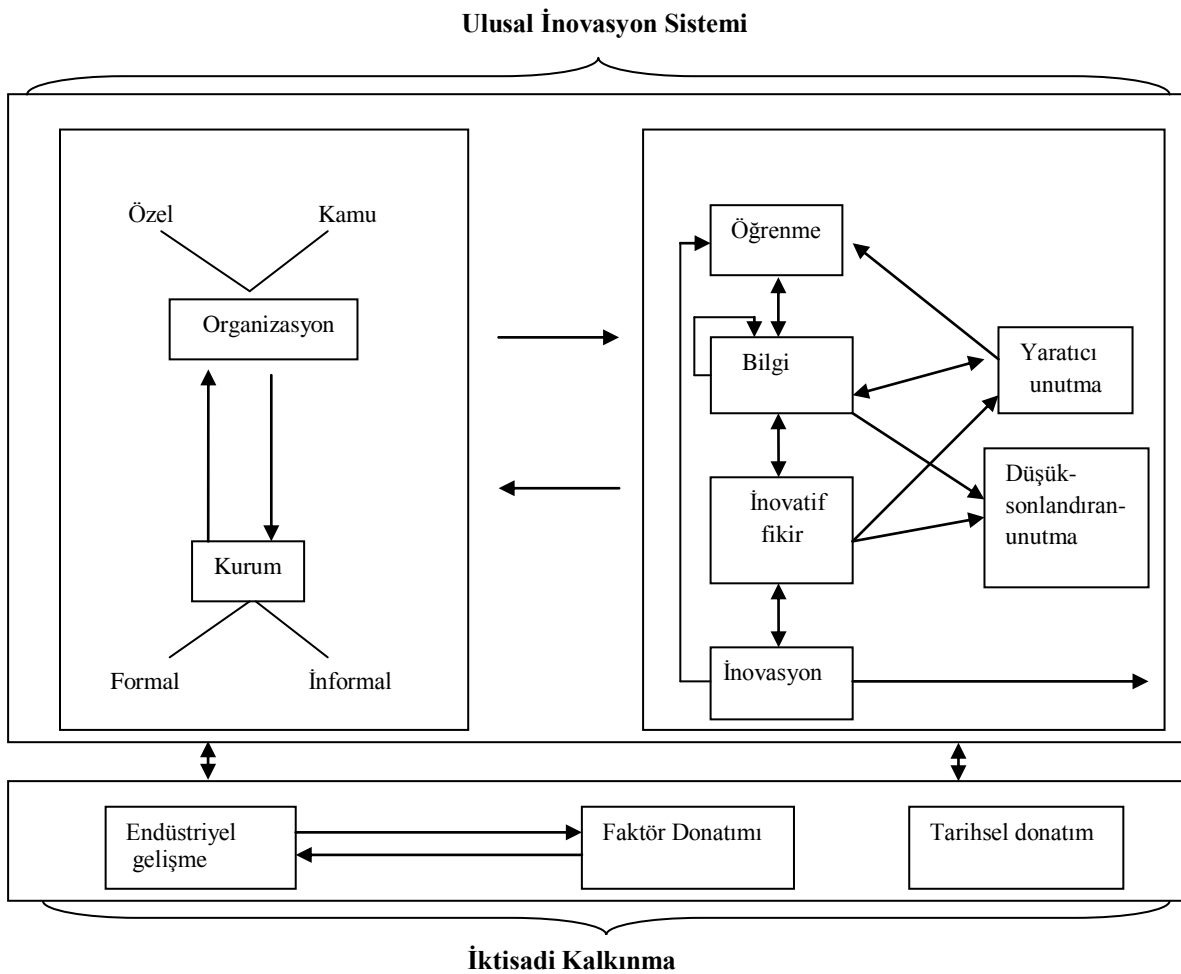 Ulusal İnovasyon Sistemi
Özel
Kamu
Organizasyon
Kurum
Formal
İnformal
Öğrenme
Bilgi
Yaratıcı
unutma
İnovatif
fikir
Düşük-
sonlandıran-
unutma
İnovasyon
Endüstriyel
gelişme
Faktör Donatımı
Tarihsel donatım
İktisadi Kalkınma